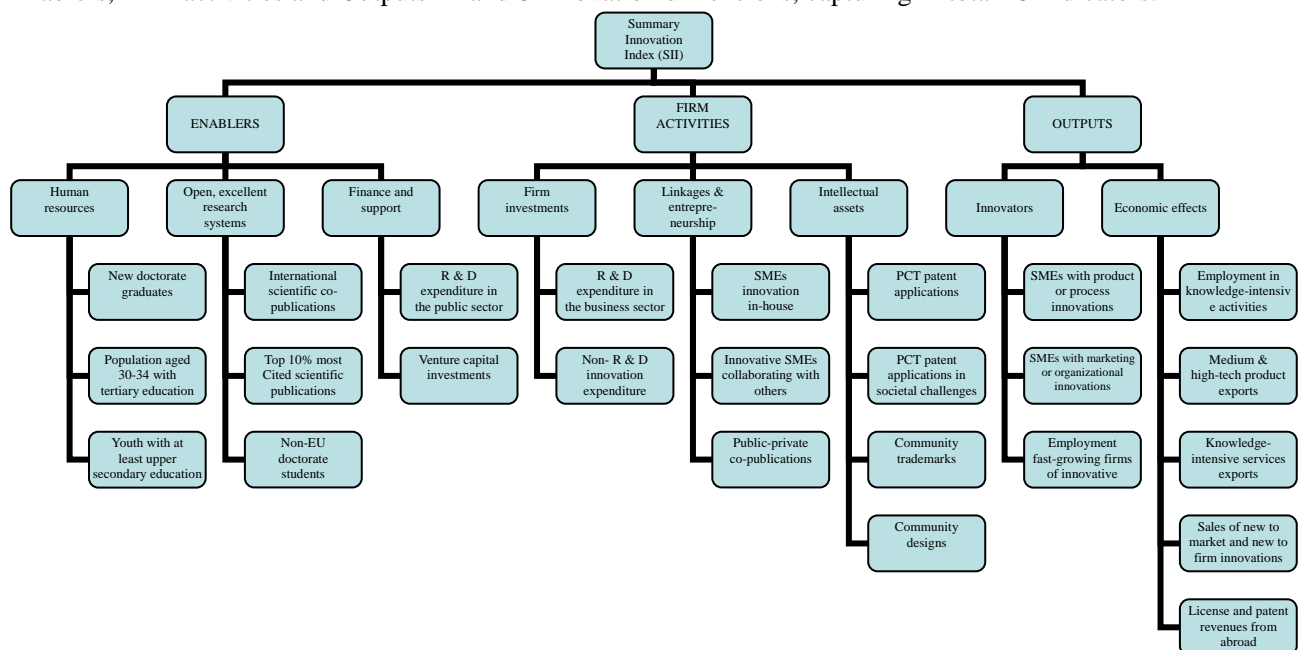 Summary
Innovation
Index (SII)
ENABLERS
FIRM
ACTIVITIES
OUTPUTS
Human
resources
Open, excellent
research
systems
Finance and
support
Firm
investments
Linkages &
entrepre-
neurship
Intellectual
assets
Innovators
Economic effects
New doctorate
graduates
International
scientific co-
publications
R & D
expenditure in
the public sector
R & D
expenditure in
the business sector
SMEs
innovation
in-house
PCT patent
applications
SMEs with product
or process
innovations
Employment in
knowledge-intensiv
e activities
Population aged
30-34 with
tertiary education
Top 10% most
Cited scientific
publications
Venture capital
investments
Non- R & D
innovation
expenditure
Innovative SMEs
collaborating with
others
PCT patent
applications in
societal challenges
SMEs with marketing
or organizational
innovations
Medium &
high-tech product
exports
Youth with at
least upper
secondary education
Non-EU
doctorate
students
Public-private
co-publications
Community
trademarks
Employment
fast-growing firms
of innovative
Knowledge-
intensive services
exports
Community
designs
Sales of new to
market and new to
firm innovations
License and patent
revenues from
abroad